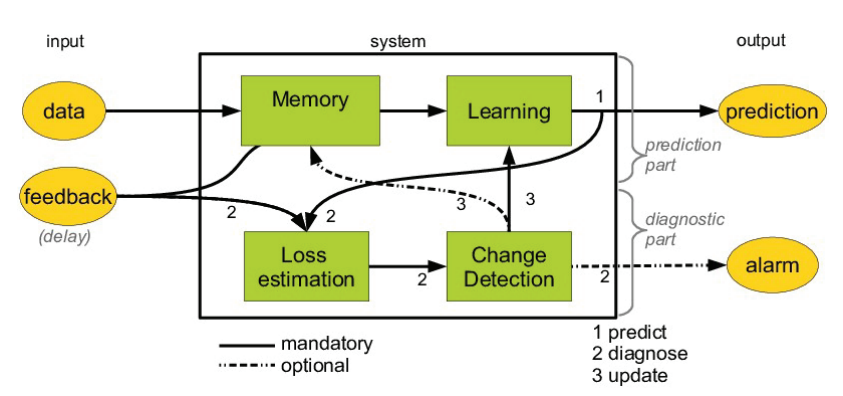 input
system
output
data
Memory
Learning
1
prediction
prediction
part
feedback
(delay)
2
2
3
3
diagnostic
part
Loss
estimation
2
Change
Detection
2
alarm
mandatory
optional
1 predict
2 diagnose
3 update